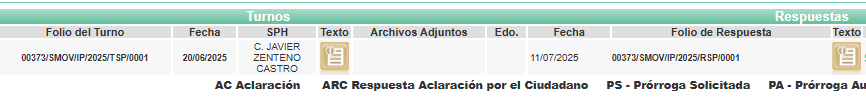 Turnos Respuestas
Folio del Turno Fecha SPH Texto Archivos Adjuntos Edo. Fecha Folio de Respuesta Texto
00373/SMOV/IP/2025/TSP/0001 20/06/2025 C. JAVIER ZENTENO CASTRO 11/07/2025 00373/SMOV/IP/2025/RSP/0001
AC Aclaración ARC Respuesta Aclaración por el Ciudadano PS - Prórroga Solicitada PA - Prórroga